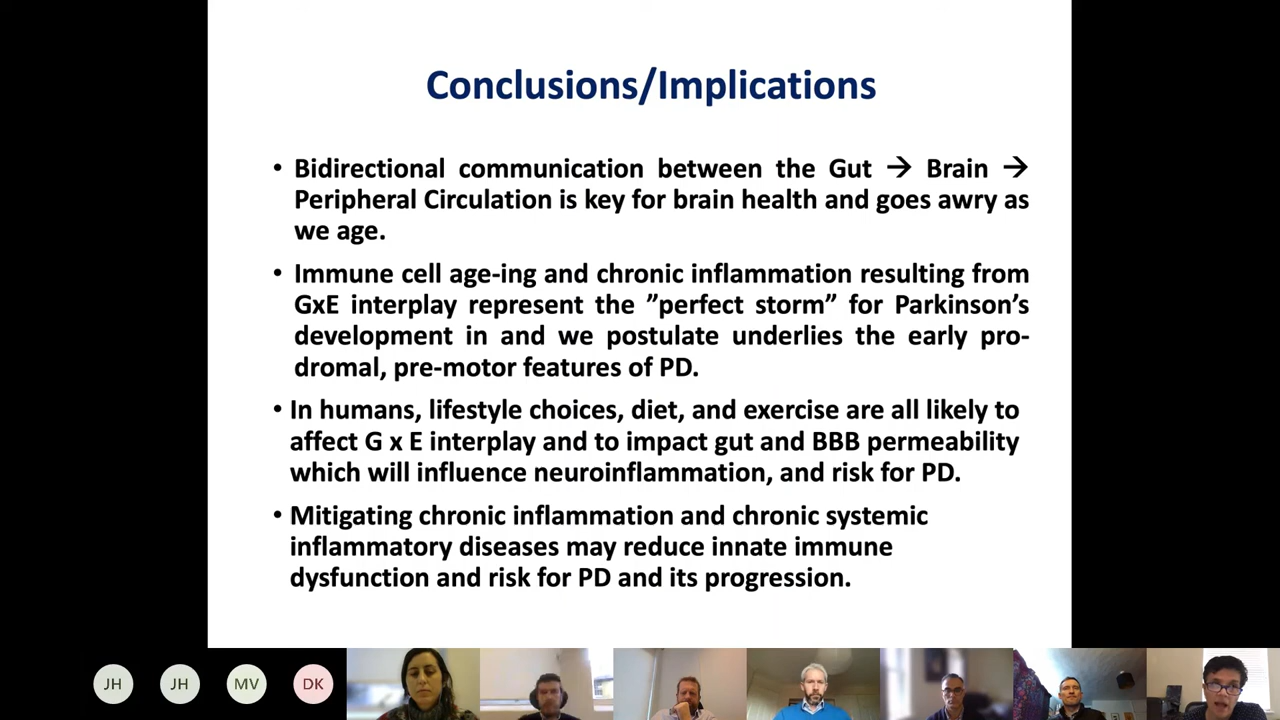 Conclusions/Implications
• Bidirectional communication between the Gut → Brain →
Peripheral Circulation is key for brain health and goes awry as
we age.
• Immune cell age-ing and chronic inflammation resulting from
GxE interplay represent the ”perfect storm” for Parkinson’s
development in and we postulate underlies the early pro-
dromal, pre-motor features of PD.
• In humans, lifestyle choices, diet, and exercise are all likely to
affect G x E interplay and to impact gut and BBB permeability
which will influence neuroinflammation, and risk for PD.
• Mitigating chronic inflammation and chronic systemic
inflammatory diseases may reduce innate immune
dysfunction and risk for PD and its progression.
JH JH MV DK